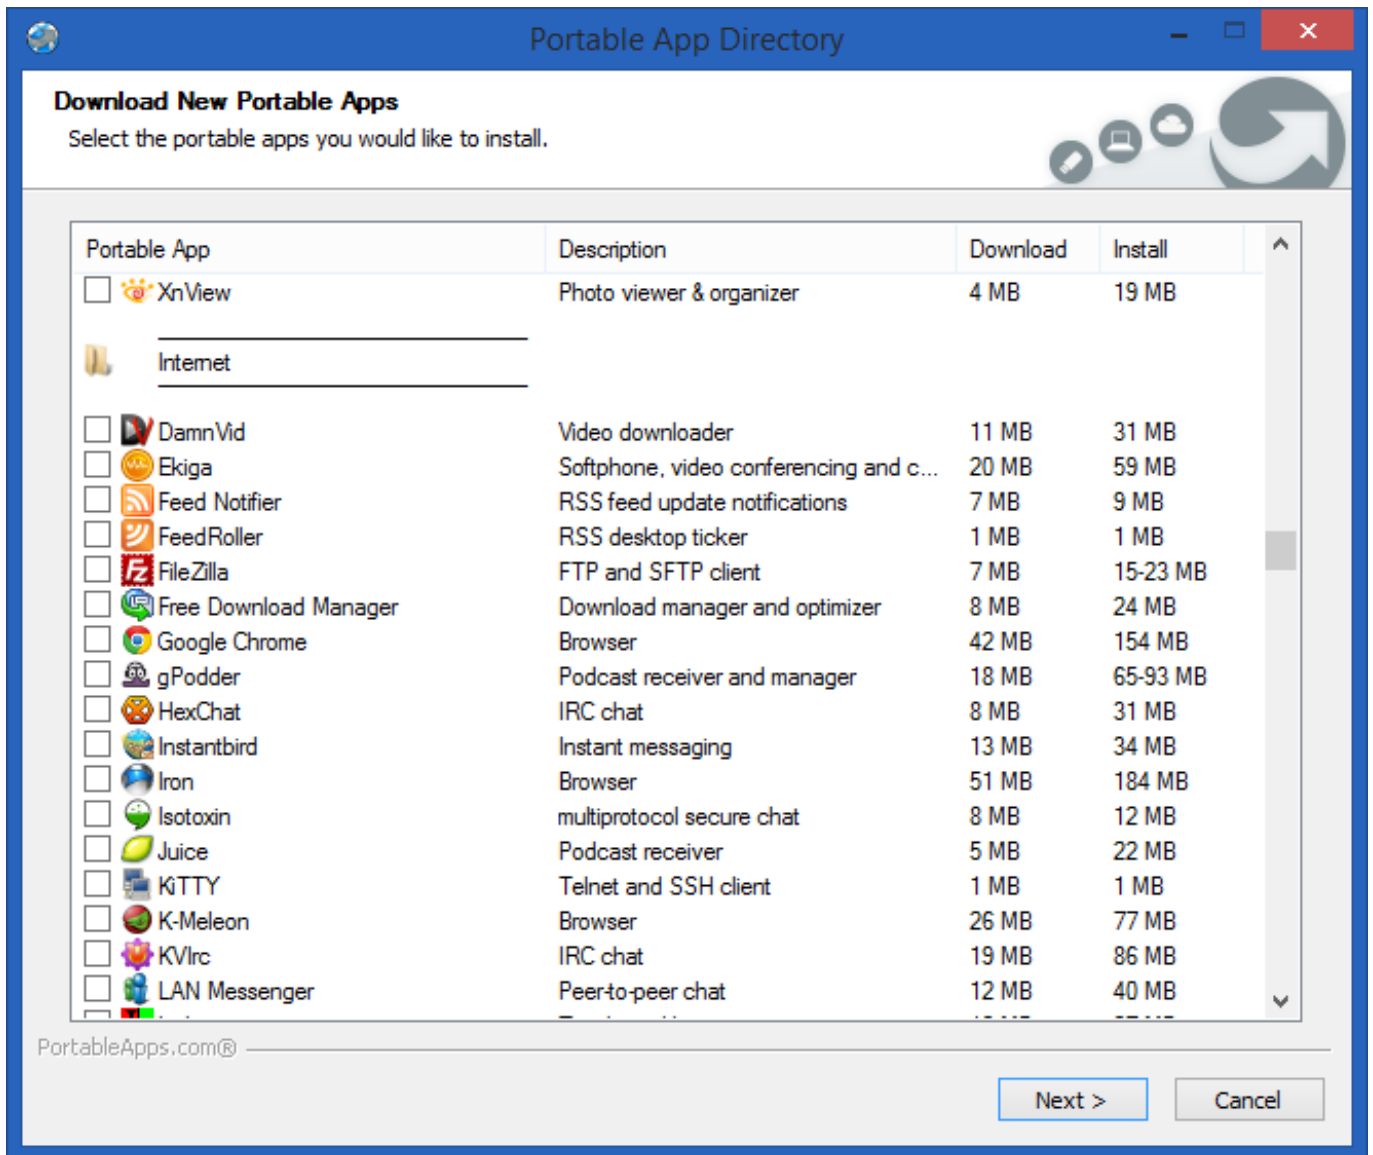 Portable App Directory
Download New Portable Apps
Select the portable apps you would like to install.
Portable App Description Download Install
XnView Photo viewer & organizer 4 MB 19 MB
Internet
DamnVid Video downloader 11 MB 31 MB
Ekiga Softphone, video conferencing and c... 20 MB 59 MB
Feed Notifier RSS feed update notifications 7 MB 9 MB
FeedRoller RSS desktop ticker 1 MB 1 MB
FileZilla FTP and SFTP client 7 MB 15-23 MB
Free Download Manager Download manager and optimizer 8 MB 24 MB
Google Chrome Browser 42 MB 154 MB
gPodder Podcast receiver and manager 18 MB 65-93 MB
HexChat IRC chat 8 MB 31 MB
Instantbird Instant messaging 13 MB 34 MB
Iron Browser 51 MB 184 MB
Isotoxin multiprotocol secure chat 8 MB 12 MB
Juice Podcast receiver 5 MB 22 MB
KiTTY Telnet and SSH client 1 MB 1 MB
K-Meleon Browser 26 MB 77 MB
KVIrc IRC chat 19 MB 86 MB
LAN Messenger Peer-to-peer chat 12 MB 40 MB
PortableApps.com®
Next > Cancel